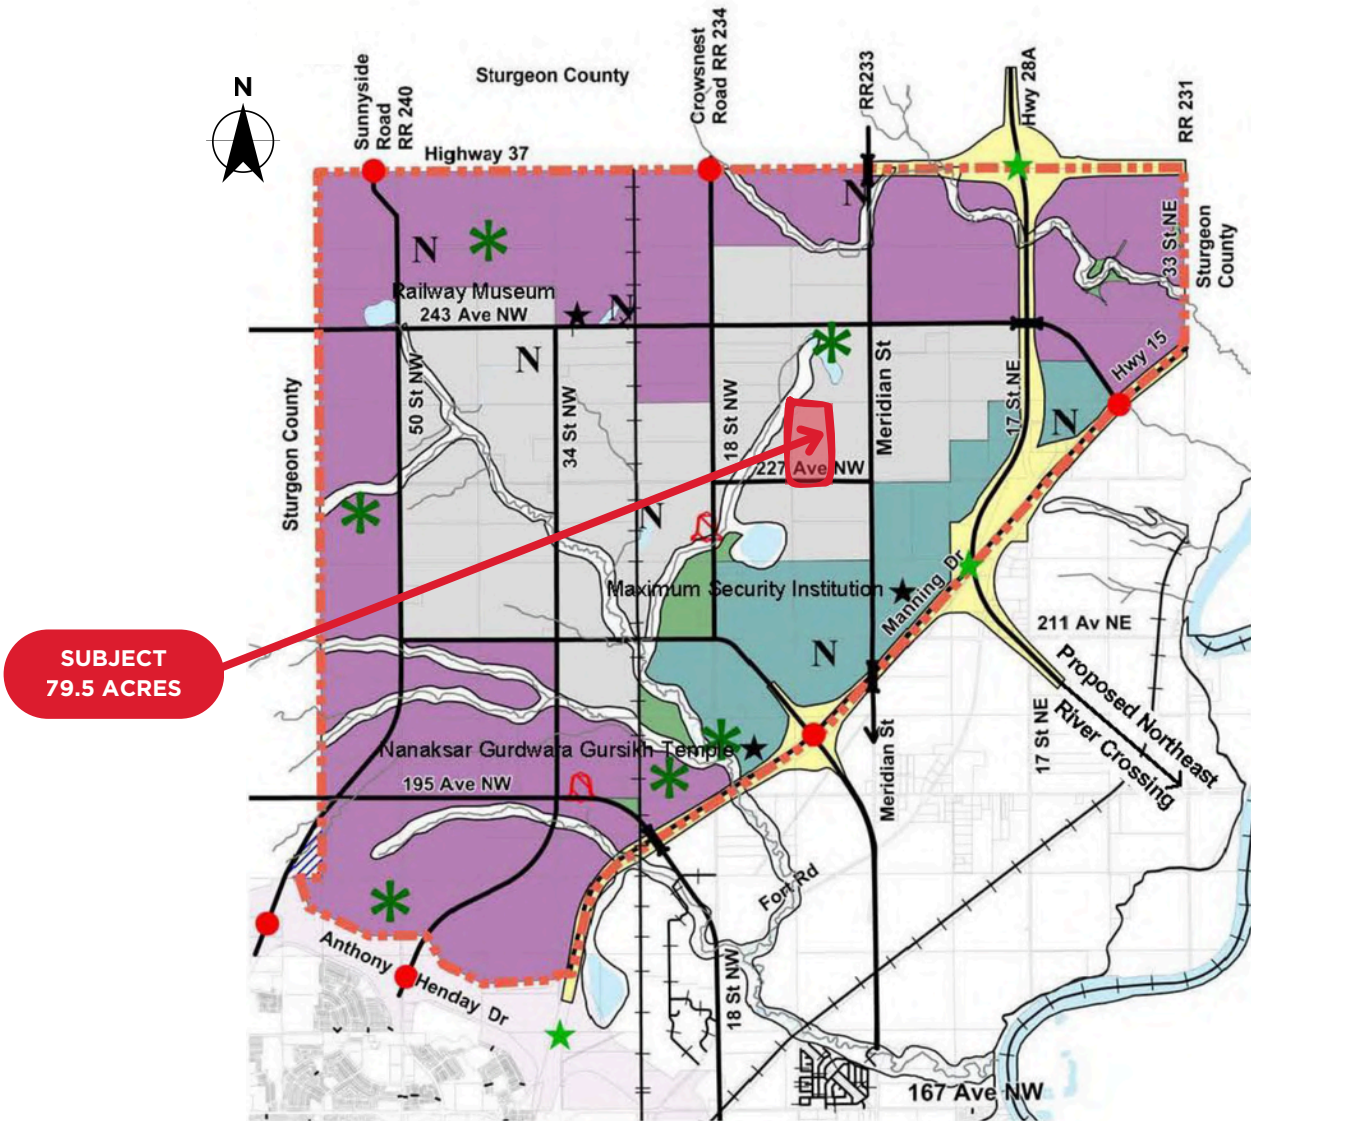 Sturgeon County
N
Sunnyside
Road
RR 240
Crowsnest
Road RR 234
RR233
Hwy 28A
RR 231
Highway 37
N
N
33 St NE
Sturgeon
County
Railway Museum
N
243 Ave NW
N
Hwy 15
Sturgeon County
50 St NW
34 St NW
18 St NW
Meridian St
17 St NE
N
227 Ave NW
N
Maximum Security Institution
Manning Dr
211 Av NE
SUBJECT
79.5 ACRES
N
Proposed Northeast
River Crossing
17 St NE
Meridian St
Nanaksar Gurdwara Gursikh Temple
195 Ave NW
Fort Rd
Anthony
Henday Dr
18 St NW
167 Ave NW